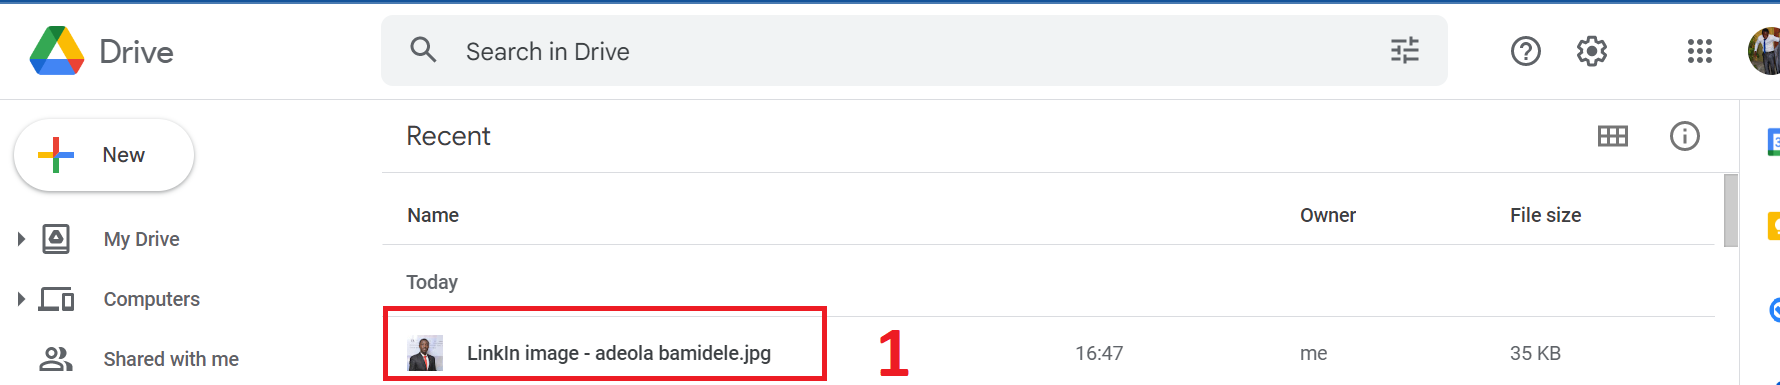 Drive
Search in Drive
New
Recent
Name Owner File size
My Drive
Today
Computers
LinkIn image - adeola bamidele.jpg 1 16:47 me 35 KB
Shared with me